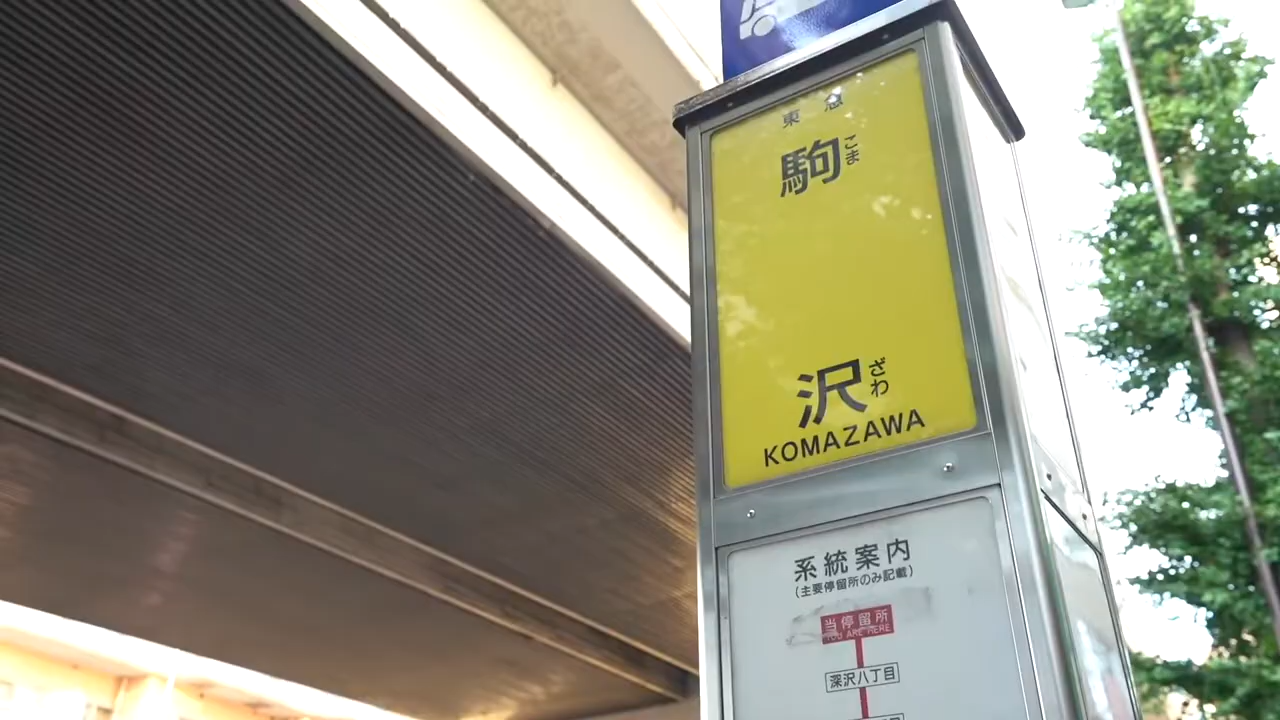 東急
駒
こま
沢
ざわ
KOMAZAWA
系統案内
(主要停留所のみ記載)
当停留所
YOU ARE HERE
深沢八丁目